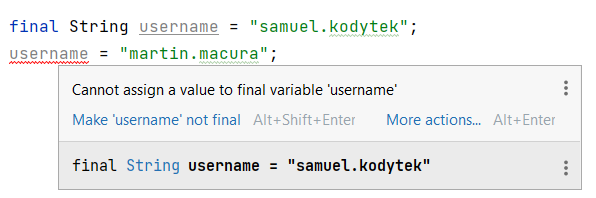 final String username = "samuel.kodytek";
username = "martin.macura";
Cannot assign a value to final variable 'username'
Make 'username' not final Alt+Shift+Enter More actions... Alt+Enter
final String username = "samuel.kodytek"